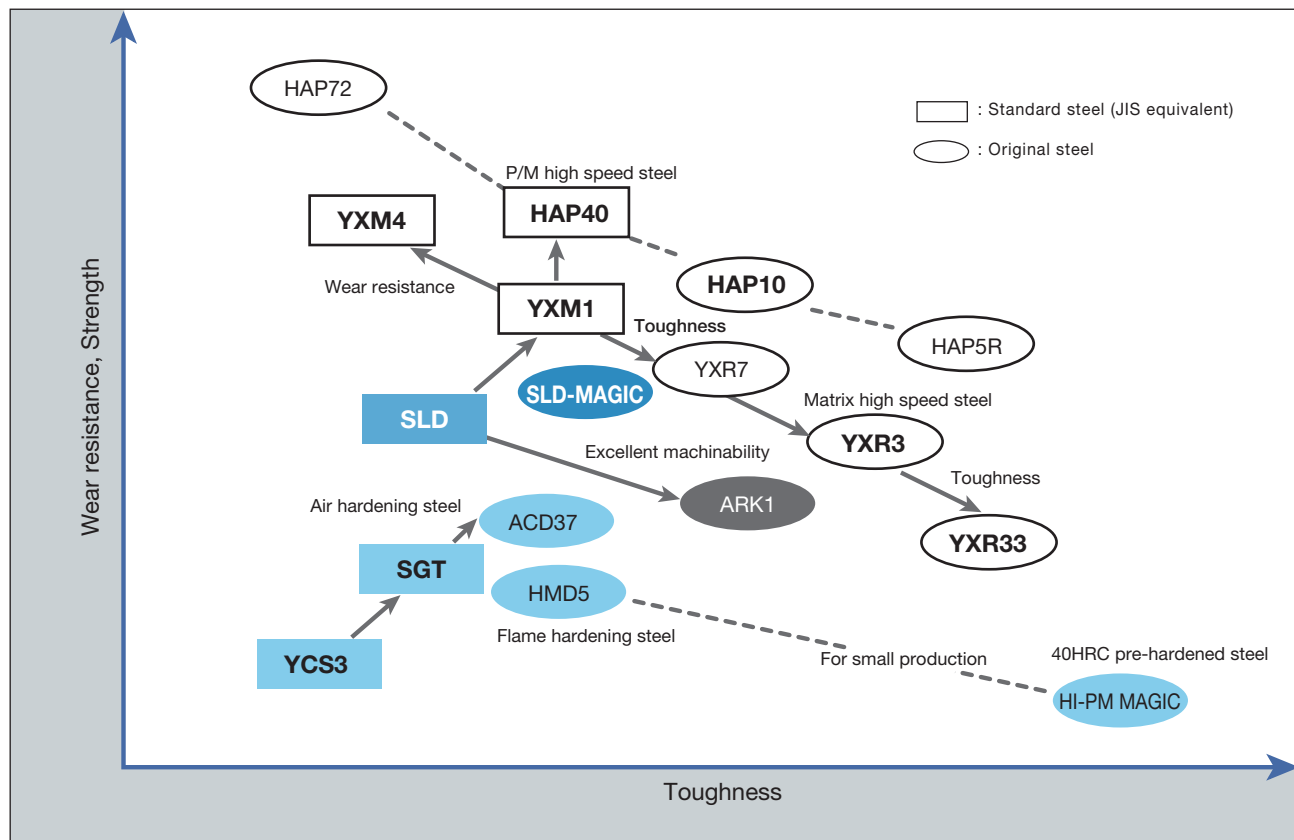 HAP72
: Standard steel (JIS equivalent)
: Original steel
P/M high speed steel
HAP40
YXM4
Wear resistance
YXM1
HAP10
Toughness
HAP5R
YXR7
SLD-MAGIC
SLD
Matrix high speed steel
YXR3
Excellent machinability
Toughness
ARK1
Air hardening steel
ACD37
YXR33
SGT
HMD5
Flame hardening steel
YCS3
For small production
40HRC pre-hardened steel
HI-PM MAGIC
Wear resistance, Strength
Toughness